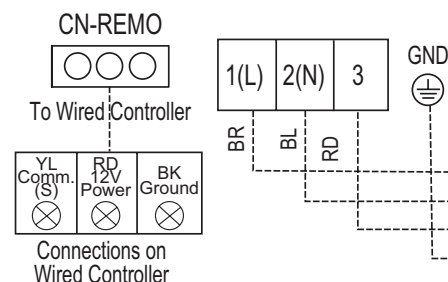 CN-REMO
To Wired Controller
YL
Comm.
(S)
RD
12V
Power
BK
Ground
Connections on
Wired Controller
1(L)
2(N)
3
GND
BR
BL
RD